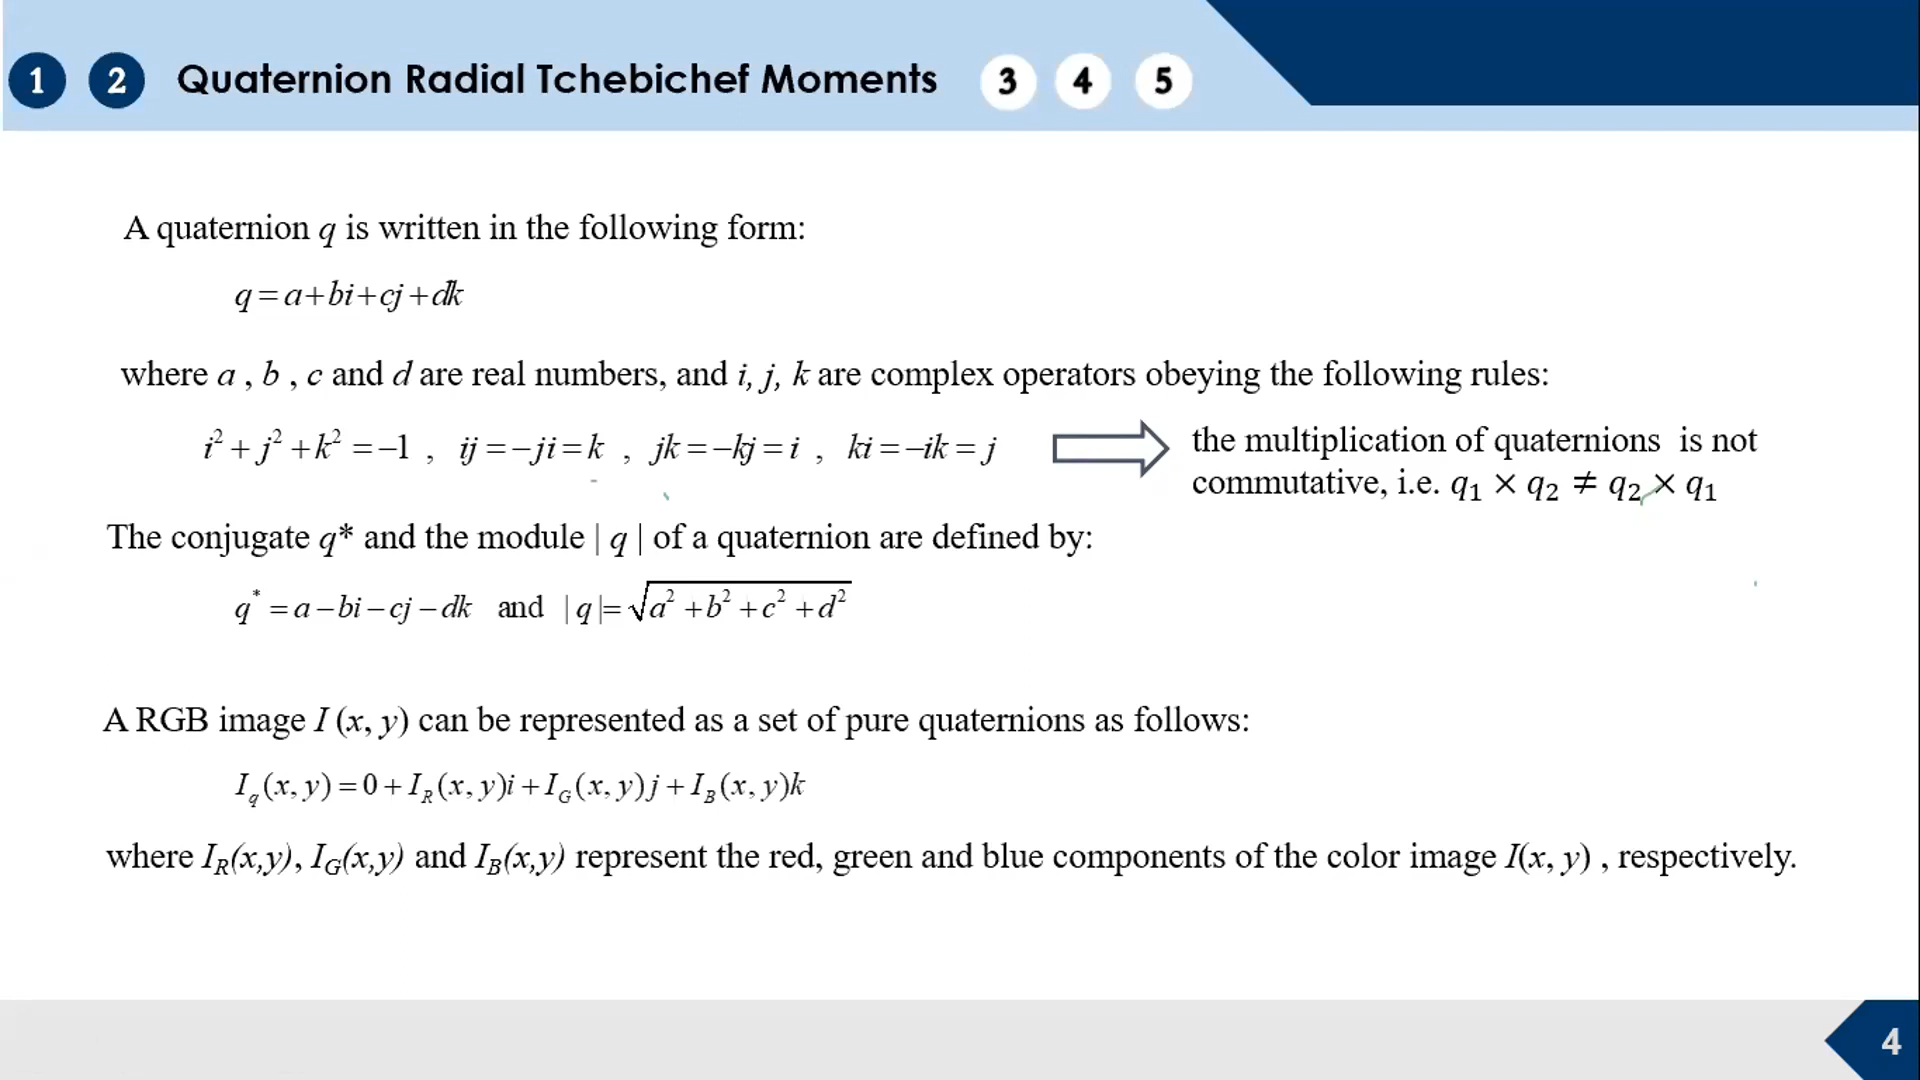 1 2 Quaternion Radial Tchebichef Moments 3 4 5
A quaternion q is written in the following form:
q = a+bi+cj+dk
where a , b , c and d are real numbers, and i, j, k are complex operators obeying the following rules:
i² + j² + k² = −1 , ij = −ji = k , jk = −kj = i , ki = −ik = j
the multiplication of quaternions is not
commutative, i.e. q₁ × q₂ ≠ q₂ × q₁
The conjugate q* and the module | q | of a quaternion are defined by:
q* = a − bi − cj − dk and | q |= √(a² + b² + c² + d²)
A RGB image I (x, y) can be represented as a set of pure quaternions as follows:
I_q(x, y) = 0 + I_R(x, y)i + I_G(x, y)j + I_B(x, y)k
where I_R(x,y), I_G(x,y) and I_B(x,y) represent the red, green and blue components of the color image I(x, y) , respectively.
4